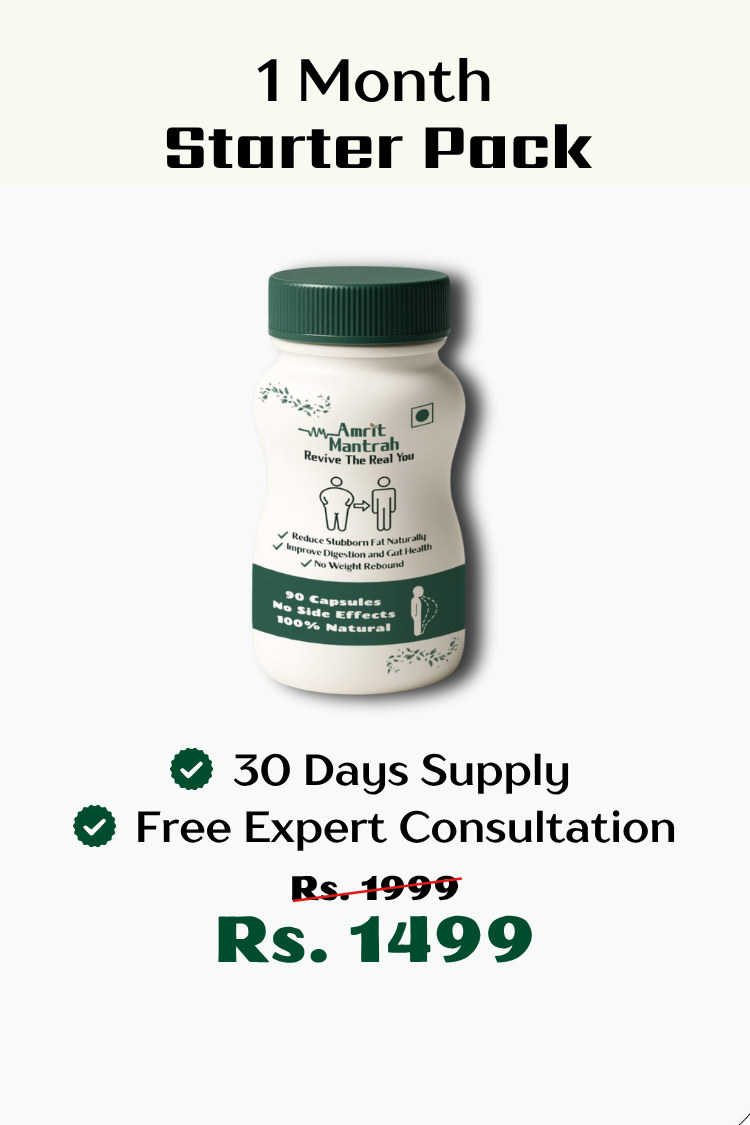 1 Month
Starter Pack
Amrit
Mantrah
Revive The Real You
Reduce Stubborn Fat Naturally
Improve Digestion and Gut Health
No Weight Rebound
90 Capsules
No Side Effects
100% Natural
30 Days Supply
Free Expert Consultation
Rs. 1999
Rs. 1499